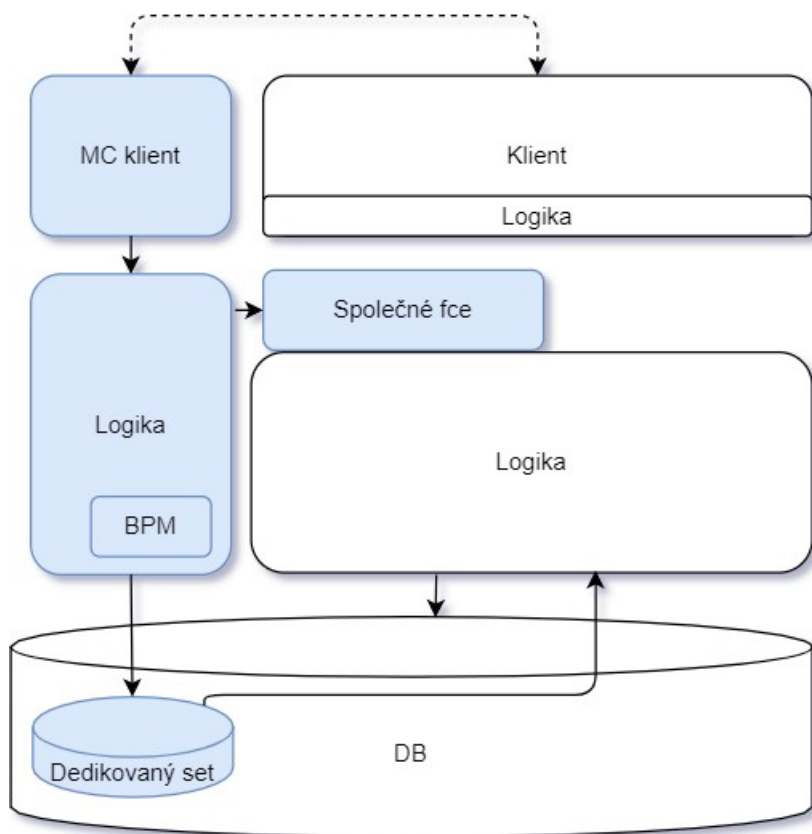 MC klient
Klient
Logika
Společné fce
Logika
Logika
BPM
DB
Dedikovaný set